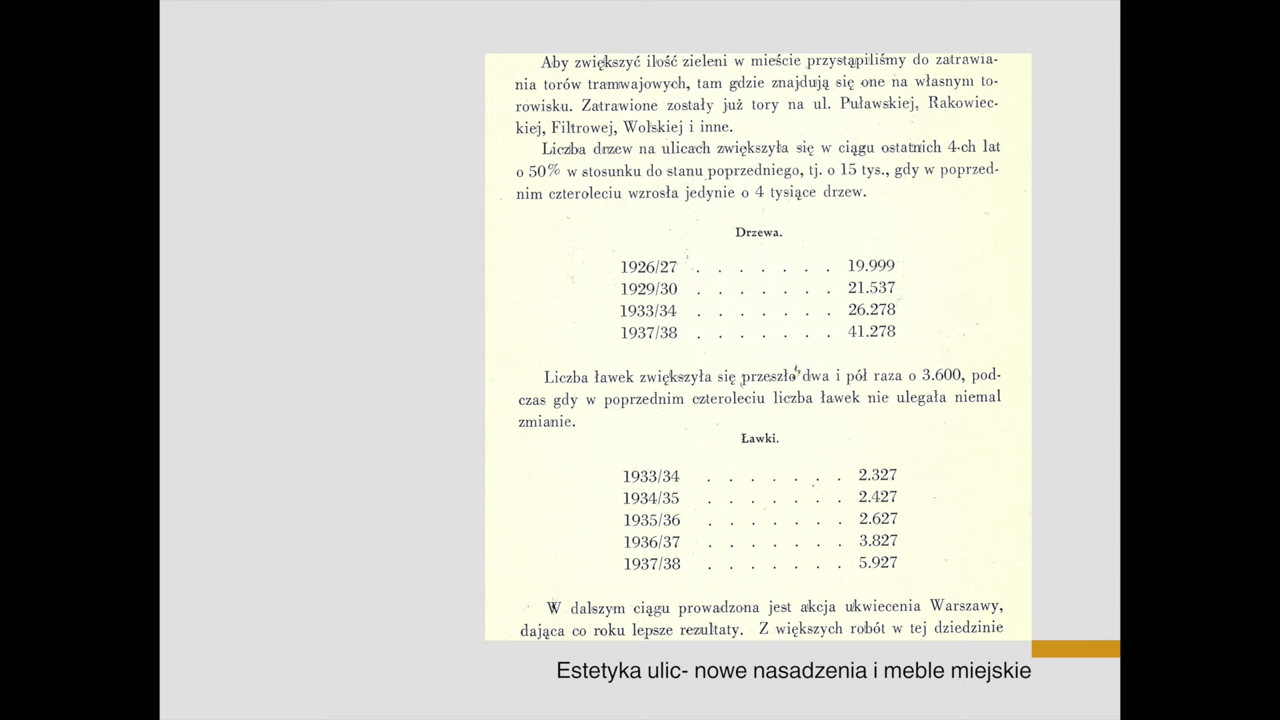 Aby zwiększyć ilość zieleni w mieście przystąpiliśmy do zatrawia-
nia torów tramwajowych, tam gdzie znajdują się one na własnym to-
rowisku. Zatrawione zostały już tory na ul. Puławskiej, Rakowiec-
kiej, Filtrowej, Wolskiej i inne.
Liczba drzew na ulicach zwiększyła się w ciągu ostatnich 4-ch lat
o 50% w stosunku do stanu poprzedniego, tj. o 15 tys., gdy w poprzed-
nim czteroleciu wzrosła jedynie o 4 tysiące drzew.
Drzewa.
1926/27 . . . . . . . 19.999
1929/30 . . . . . . . 21.537
1933/34 . . . . . . . 26.278
1937/38 . . . . . . . 41.278
Liczba ławek zwiększyła się przeszło dwa i pół raza o 3.600, pod-
czas gdy w poprzednim czteroleciu liczba ławek nie ulegała niemal
zmianie.
Ławki.
1933/34 . . . . . . . 2.327
1934/35 . . . . . . . 2.427
1935/36 . . . . . . . 2.627
1936/37 . . . . . . . 3.827
1937/38 . . . . . . . 5.927
W dalszym ciągu prowadzona jest akcja ukwiecenia Warszawy,
dająca co roku lepsze rezultaty. Z większych robót w tej dziedzinie
Estetyka ulic- nowe nasadzenia i meble miejskie